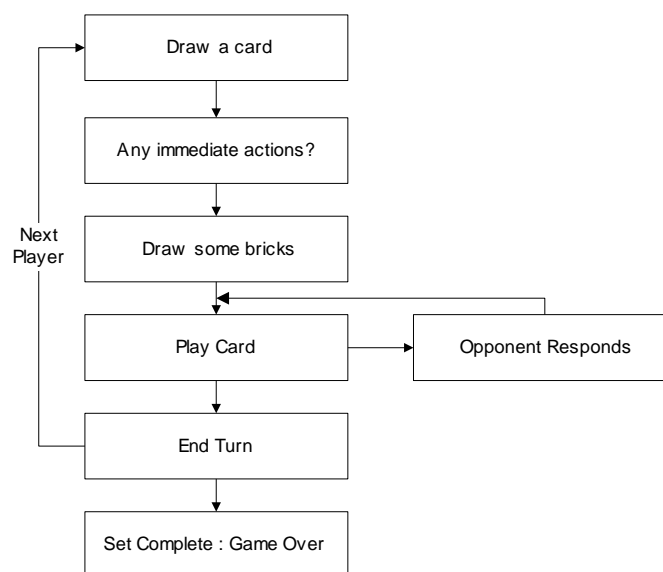 Draw a card
Any immediate actions?
Draw some bricks
Next
Player
Play Card
Opponent Responds
End Turn
Set Complete : Game Over